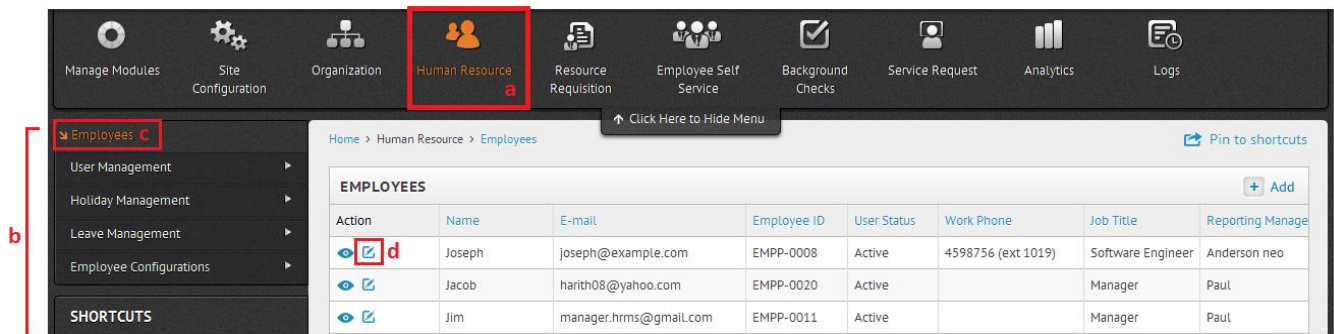 Manage Modules
Site Configuration
Organization
Human Resource
a
Resource Requisition
Employee Self Service
Background Checks
Service Request
Analytics
Logs
Click Here to Hide Menu
b
Employees c
User Management
Holiday Management
Leave Management
Employee Configurations
SHORTCUTS
Home > Human Resource > Employees
Pin to shortcuts
EMPLOYEES
+ Add
Action Name E-mail Employee ID User Status Work Phone Job Title Reporting Manage
d Joseph joseph@example.com EMPP-0008 Active 4598756 (ext 1019) Software Engineer Anderson neo
Jacob harith08@yahoo.com EMPP-0020 Active Manager Paul
Jim manager.hrms@gmail.com EMPP-0011 Active Manager Paul